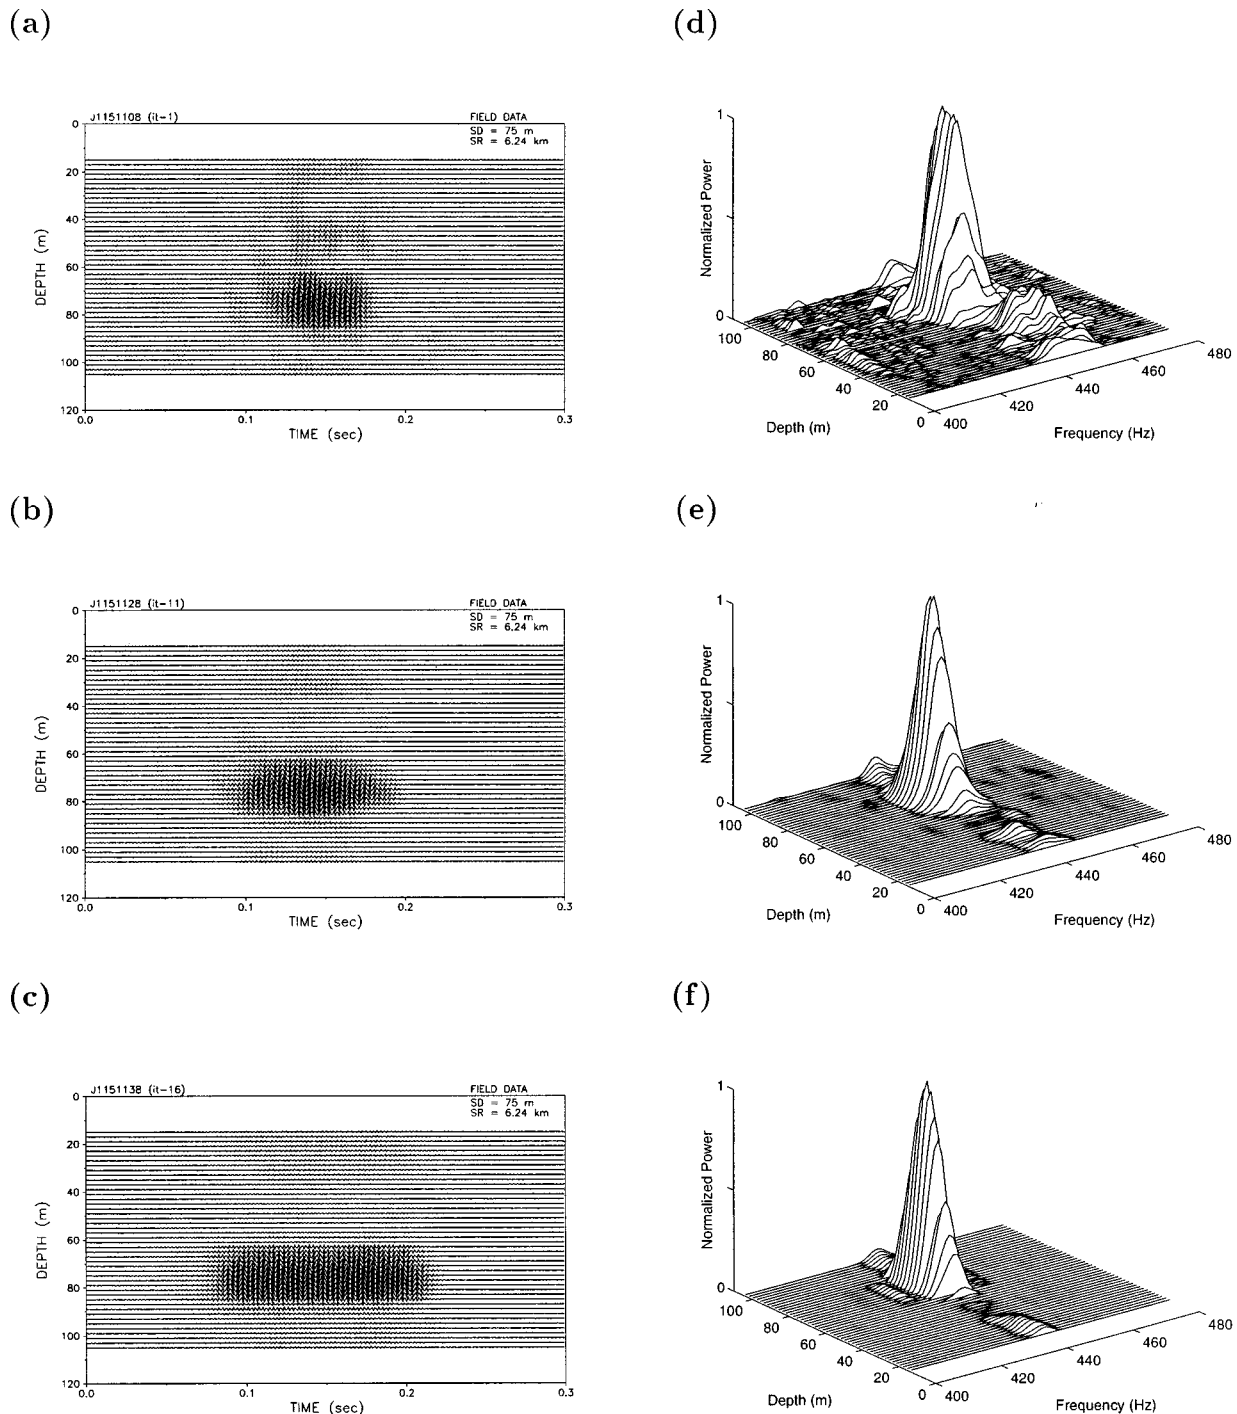 (a)
J1151108 (it-1)
FIELD DATA
SD = 75 m
SR = 6.24 km
0
20
40
60
80
100
120
DEPTH (m)
0.0
0.1
0.2
0.3
TIME (sec)
(d)
1
0
Normalized Power
100
80
60
40
20
0
Depth (m)
400
420
440
460
480
Frequency (Hz)
(b)
J1151128 (it-11)
FIELD DATA
SD = 75 m
SR = 6.24 km
0
20
40
60
80
100
120
DEPTH (m)
0.0
0.1
0.2
0.3
TIME (sec)
(e)
1
0
Normalized Power
100
80
60
40
20
0
Depth (m)
400
420
440
460
480
Frequency (Hz)
(c)
J1151138 (it-16)
FIELD DATA
SD = 75 m
SR = 6.24 km
0
20
40
60
80
100
120
DEPTH (m)
0.0
0.1
0.2
0.3
TIME (sec)
(f)
1
0
Normalized Power
100
80
60
40
20
0
Depth (m)
400
420
440
460
480
Frequency (Hz)